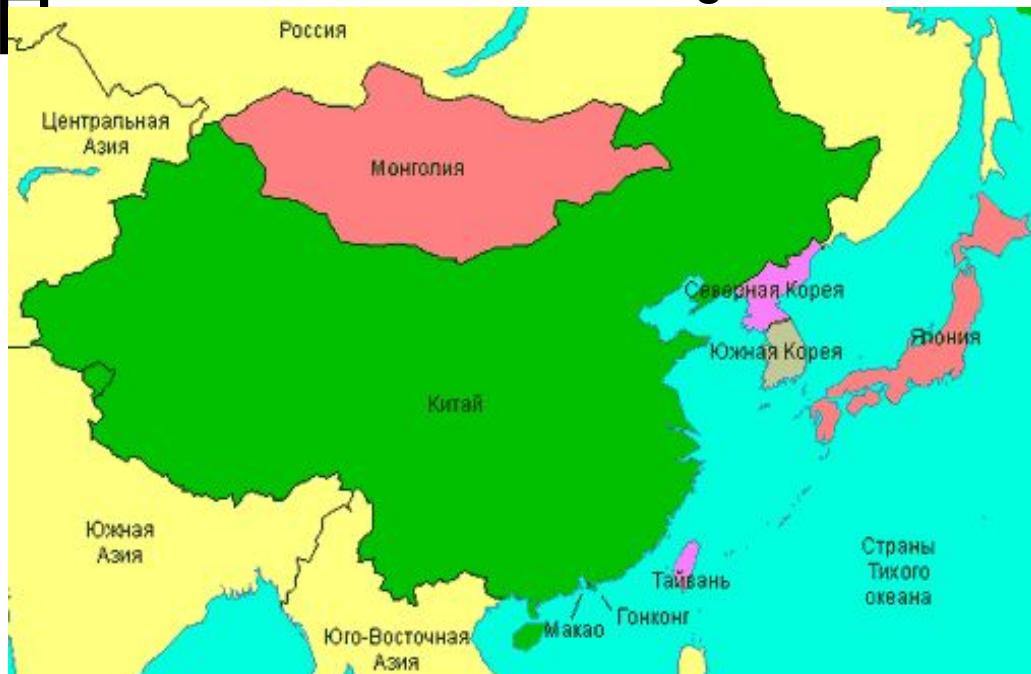 Россия
Центральная
Азия
Монголия
Северная Корея
Япония
Южная Корея
Китай
Южная
Азия
Страны
Тихого
океана
Тайвань
Гонконг
Макао
Юго-Восточная
Азия